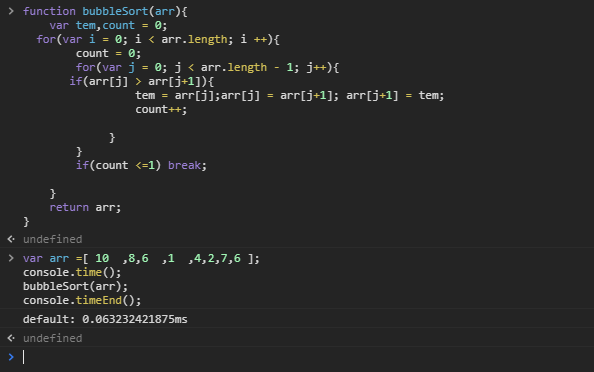 function bubbleSort(arr){
var tem,count = 0;
for(var i = 0; i < arr.length; i ++){
count = 0;
for(var j = 0; j < arr.length - 1; j++){
if(arr[j] > arr[j+1]){
tem = arr[j];arr[j] = arr[j+1]; arr[j+1] = tem;
count++;
}
}
if(count <=1) break;
}
return arr;
}
undefined
var arr =[ 10  ,8,6  ,1  ,4,2,7,6 ];
console.time();
bubbleSort(arr);
console.timeEnd();
default: 0.063232421875ms
undefined